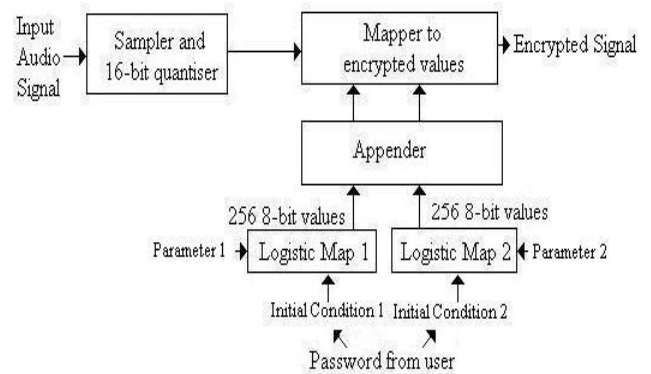 Input
Audio
Signal
Sampler and
16-bit quantiser
Mapper to
encrypted values
Encrypted Signal
Appender
256 8-bit values
256 8-bit values
Parameter 1
Logistic Map 1
Logistic Map 2
Parameter 2
Initial Condition 1
Initial Condition 2
Password from user